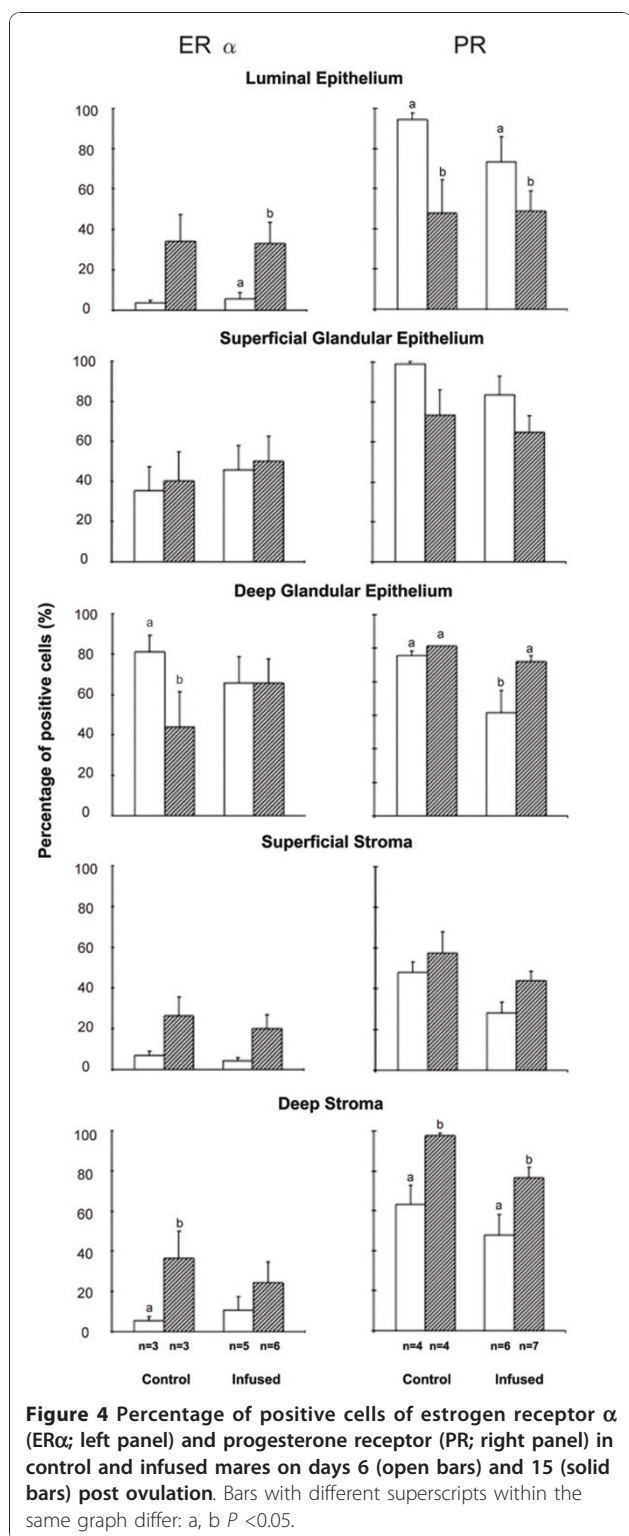 ER α PR
Luminal Epithelium
100 80 60 40 20 0
a b
a b a b
Superficial Glandular Epithelium
100 80 60 40 20 0
Deep Glandular Epithelium
100 80 60 40 20 0
a b
a a b a
Percentage of positive cells (%)
Superficial Stroma
100 80 60 40 20 0
Deep Stroma
100 80 60 40 20 0
a b
a b a b
n=3 n=3 n=5 n=6 n=4 n=4 n=6 n=7
Control Infused Control Infused
Figure 4 Percentage of positive cells of estrogen receptor α
(ERα; left panel) and progesterone receptor (PR; right panel) in
control and infused mares on days 6 (open bars) and 15 (solid
bars) post ovulation. Bars with different superscripts within the
same graph differ: a, b P <0.05.